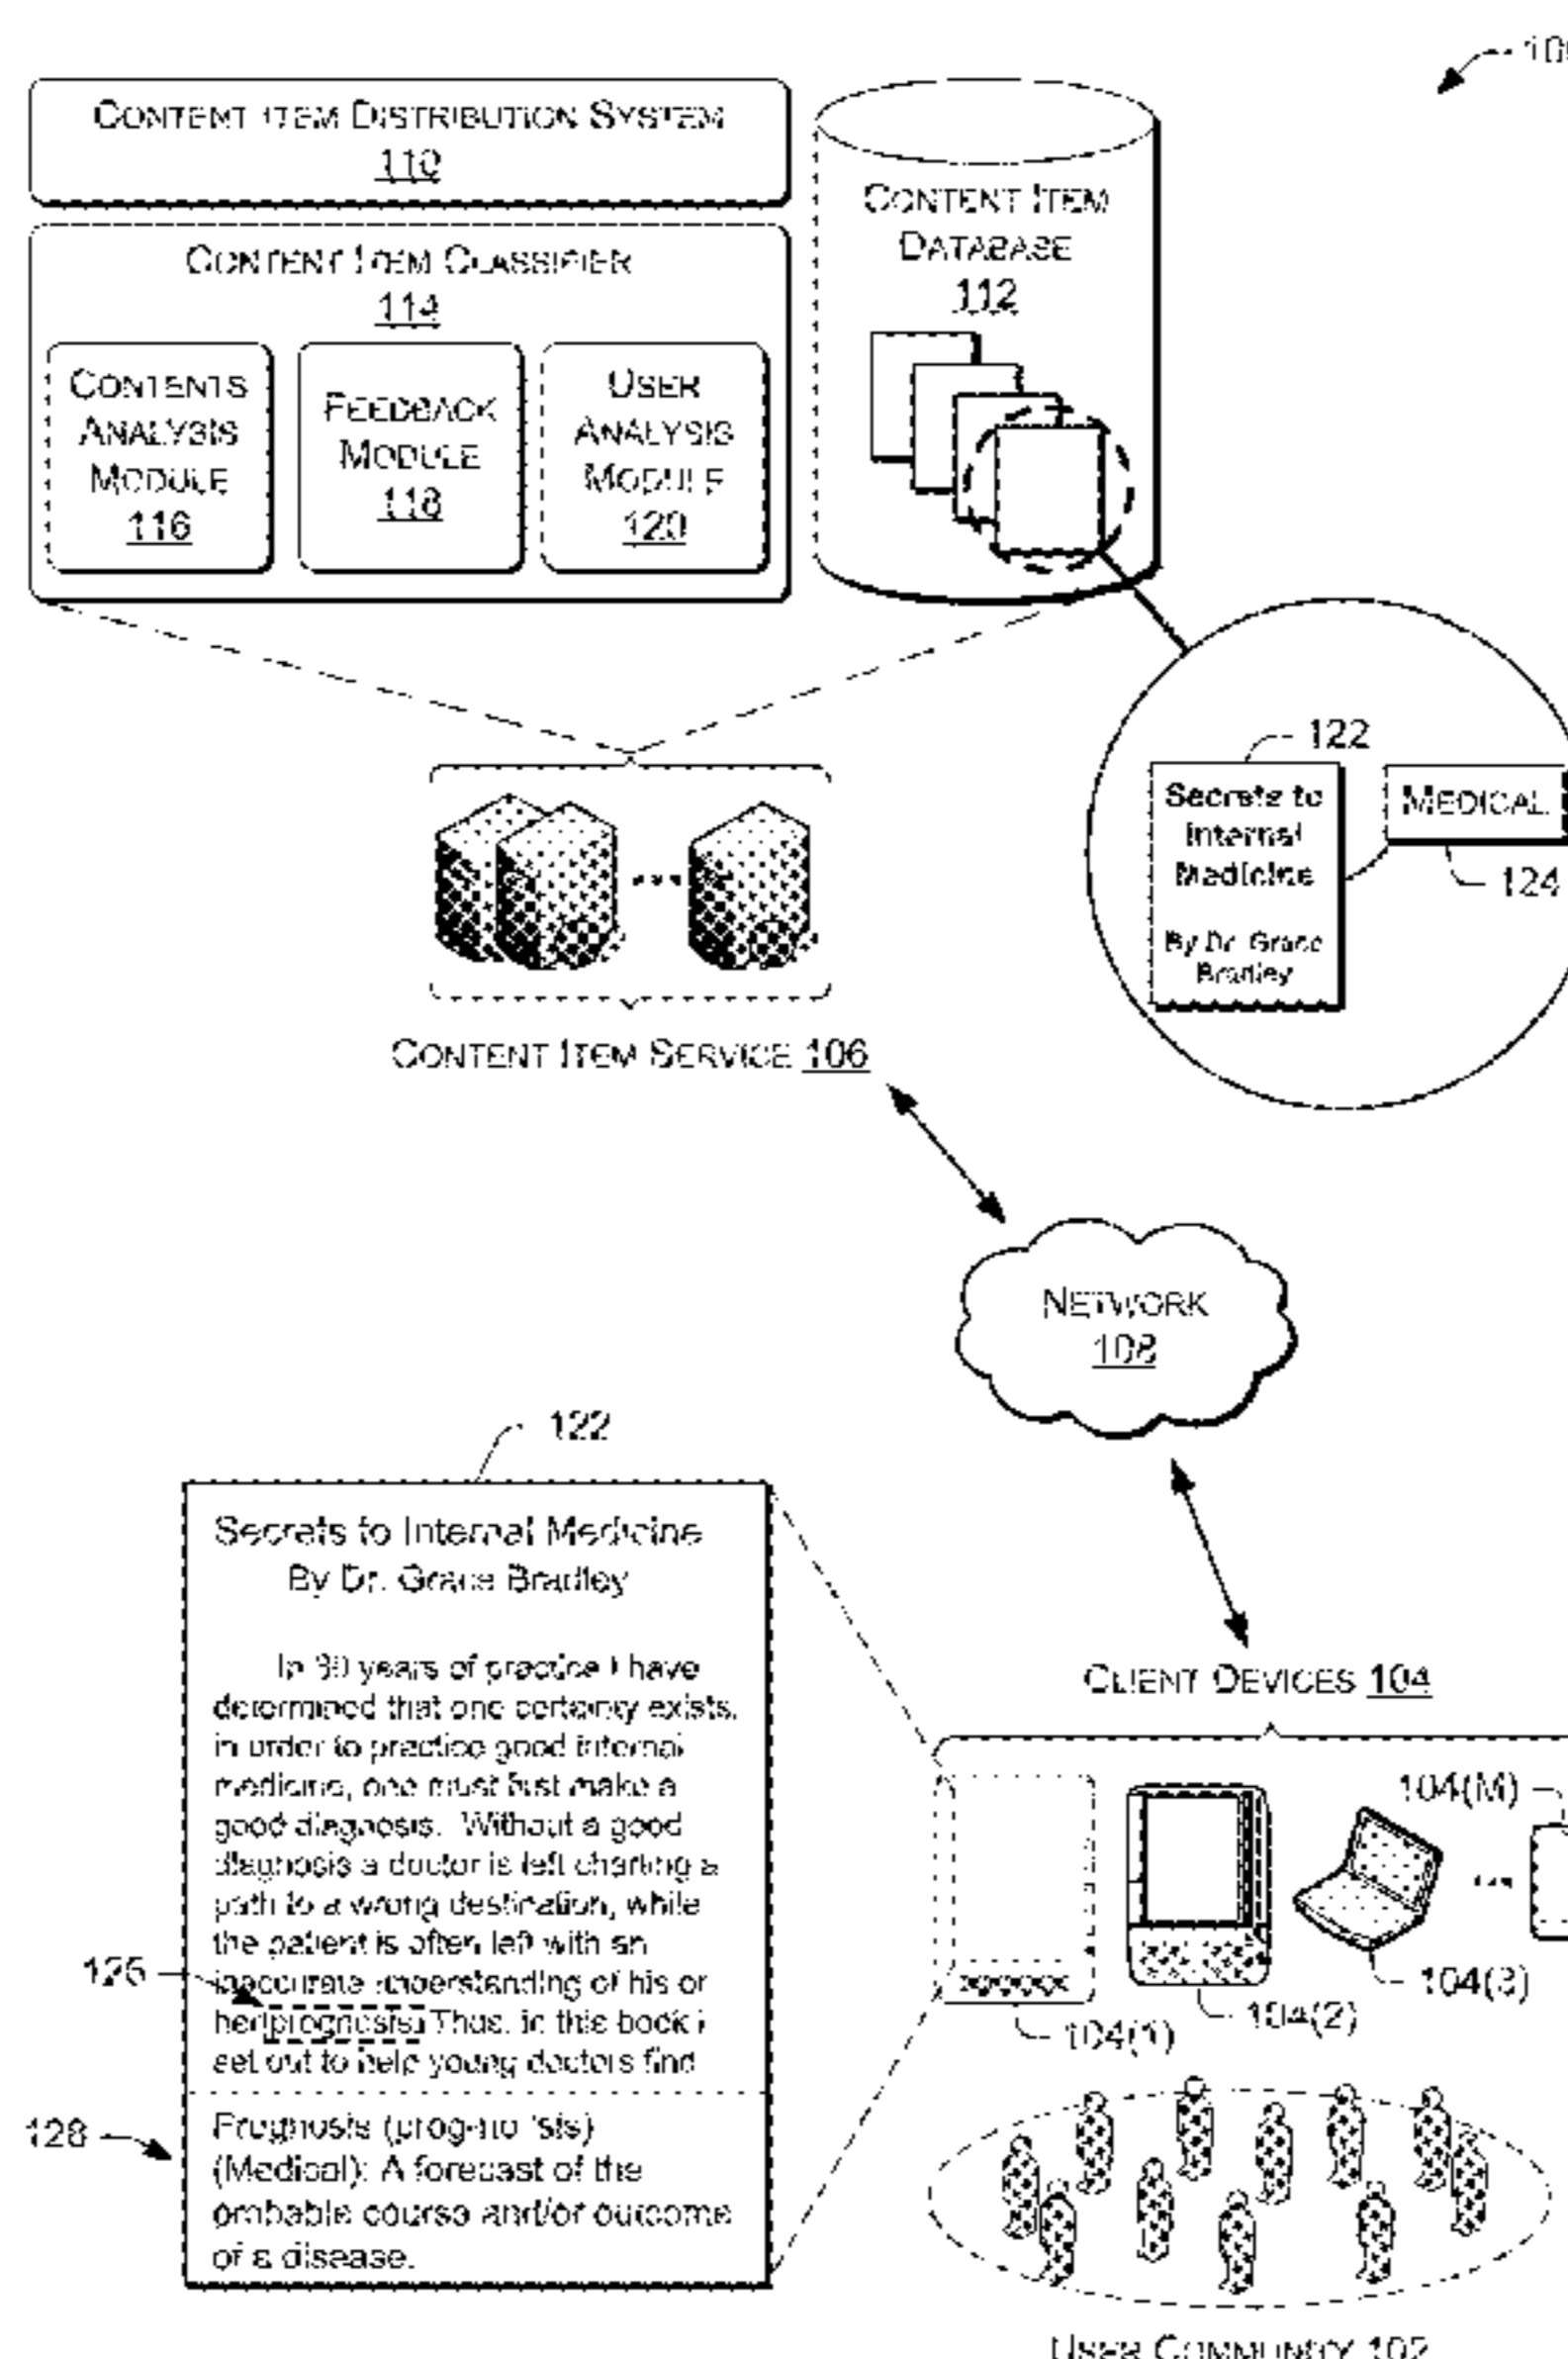 CONTENT ITEM DISTRIBUTION SYSTEM
110
CONTENT ITEM CLASSIFIER
114
CONTENTS
ANALYSIS
MODULE
116
FEEDBACK
MODULE
118
USER
ANALYSIS
MODULE
120
CONTENT ITEM
DATABASE
112
122
Secrets to
Internal
Medicine
By Dr. Grace
Bradley
MEDICAL
124
CONTENT ITEM SERVICE 106
NETWORK
108
122
Secrets to Internal Medicine
By Dr. Grace Bradley
In 30 years of practice I have
determined that one certainty exists,
in order to practice good internal
medicine, one must first make a
good diagnosis. Without a good
diagnosis a doctor is left charting a
path to a wrong destination, while
the patient is often left with an
inaccurate understanding of his or
her prognosis. Thus, in this book I
set out to help young doctors find
126
128
Prognosis (prog-no 'sis)
(Medical): A forecast of the
probable course and/or outcome
of a disease.
CLIENT DEVICES 104
104(M)
104(3)
104(2)
104(1)
USER COMMUNITY 102